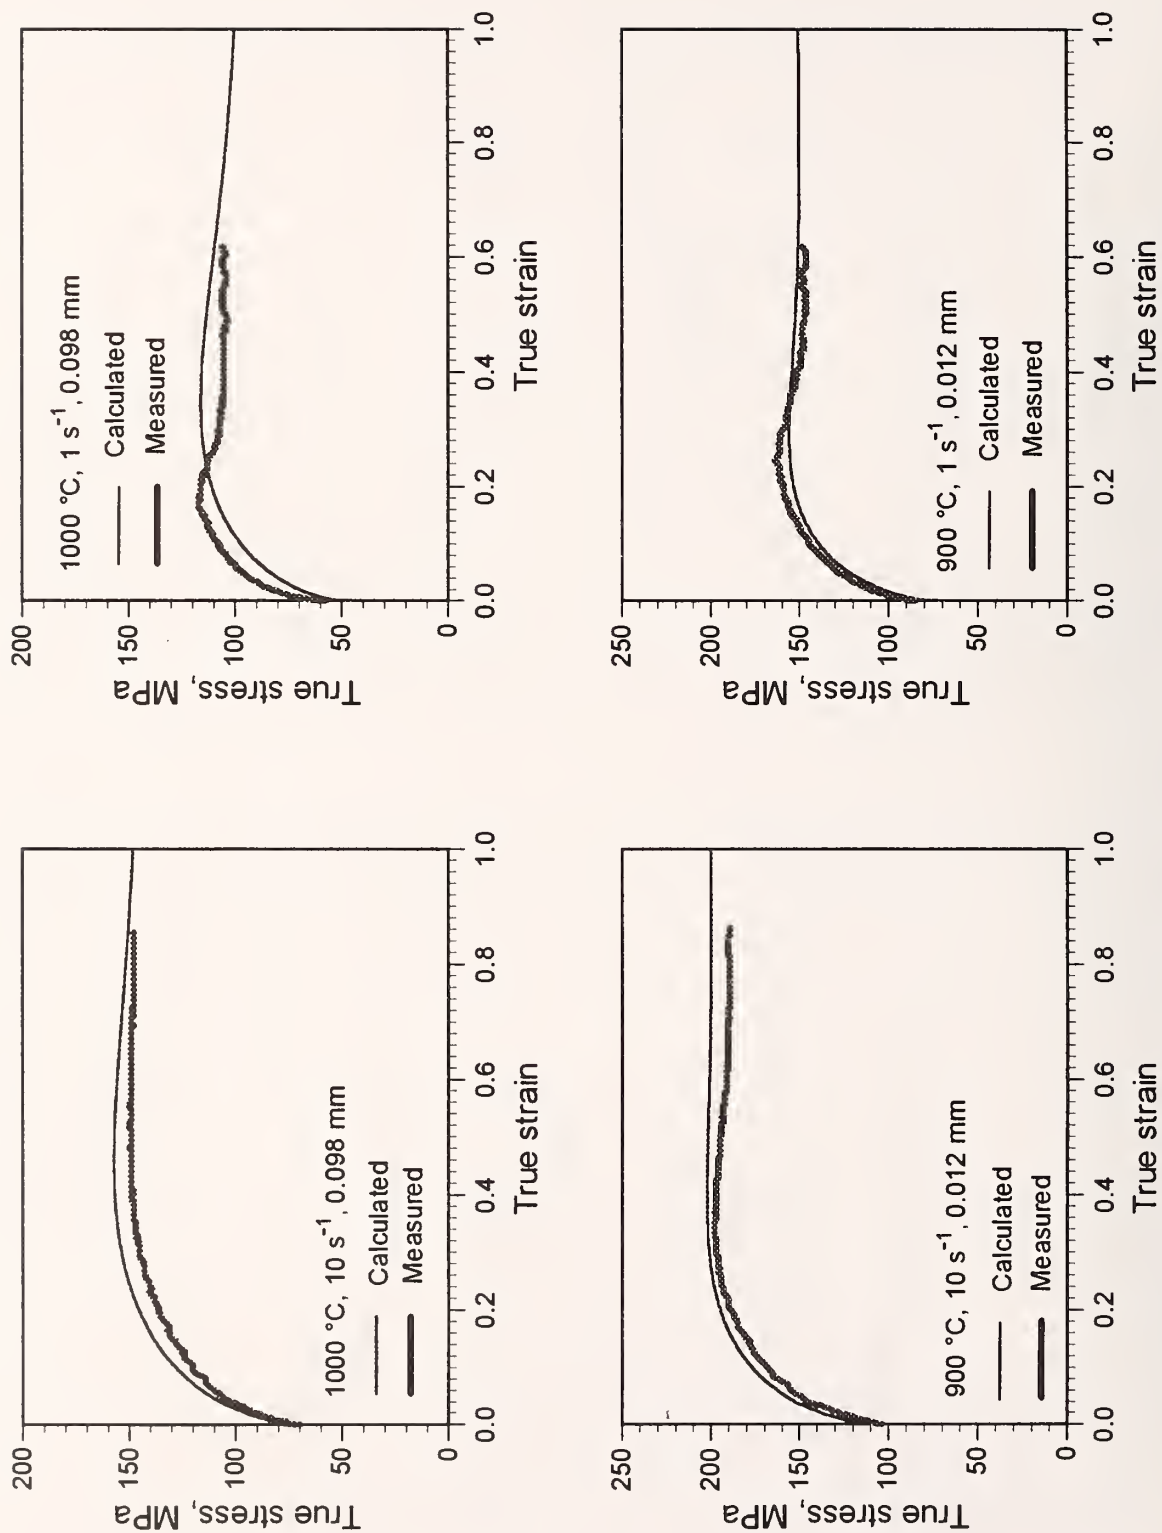 True stress, MPa
200
150
100
50
0
1000 °C, 10 s⁻¹, 0.098 mm
Calculated
Measured
0.0 0.2 0.4 0.6 0.8 1.0
True strain
True stress, MPa
200
150
100
50
0
1000 °C, 1 s⁻¹, 0.098 mm
Calculated
Measured
0.0 0.2 0.4 0.6 0.8 1.0
True strain
True stress, MPa
250
200
150
100
50
0
900 °C, 10 s⁻¹, 0.012 mm
Calculated
Measured
0.0 0.2 0.4 0.6 0.8 1.0
True strain
True stress, MPa
250
200
150
100
50
0
900 °C, 1 s⁻¹, 0.012 mm
Calculated
Measured
0.0 0.2 0.4 0.6 0.8 1.0
True strain